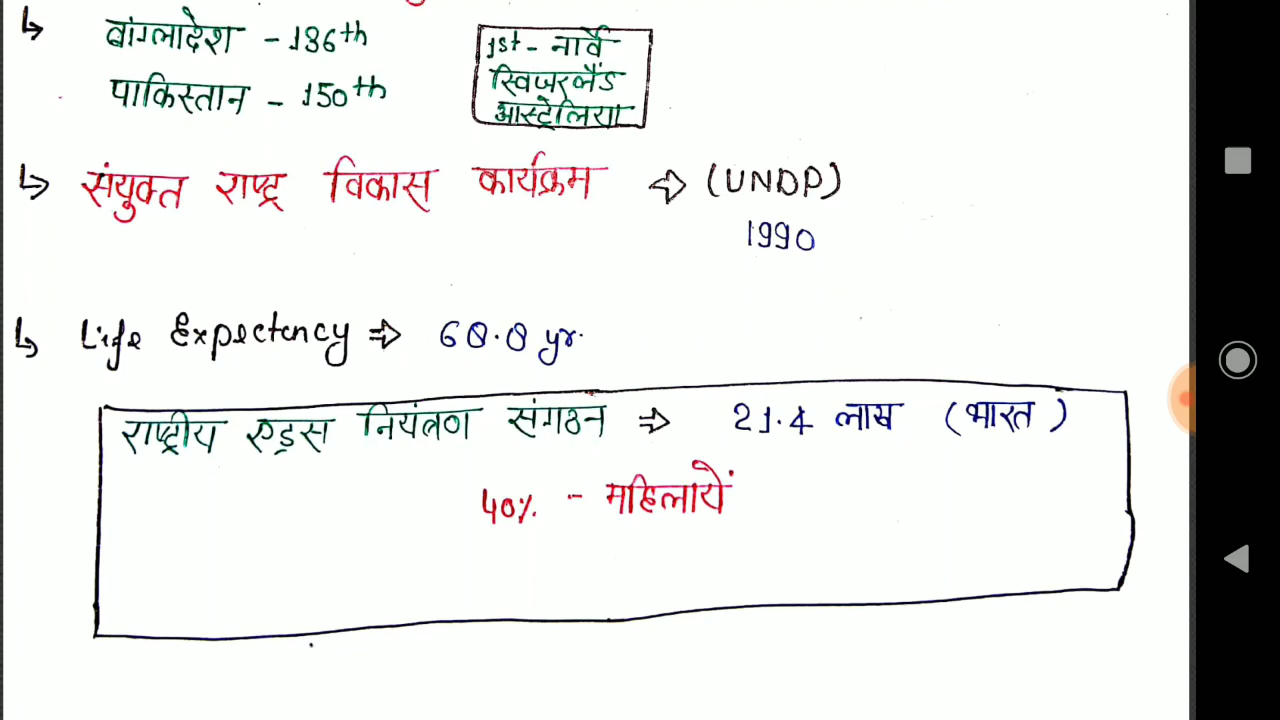 ↳ बांग्लादेश - 136th
पाकिस्तान - 150th
1st - नार्वे
स्विजरलैंड
आस्ट्रेलिया
↳ संयुक्त राष्ट्र विकास कार्यक्रम ⇒ (UNDP)
1990
↳ Life Expectency ⇒ 68.8 yr.
राष्ट्रीय एड्स नियंत्रण संगठन ⇒ 21.4 लाख (भारत)
40% - महिलायें